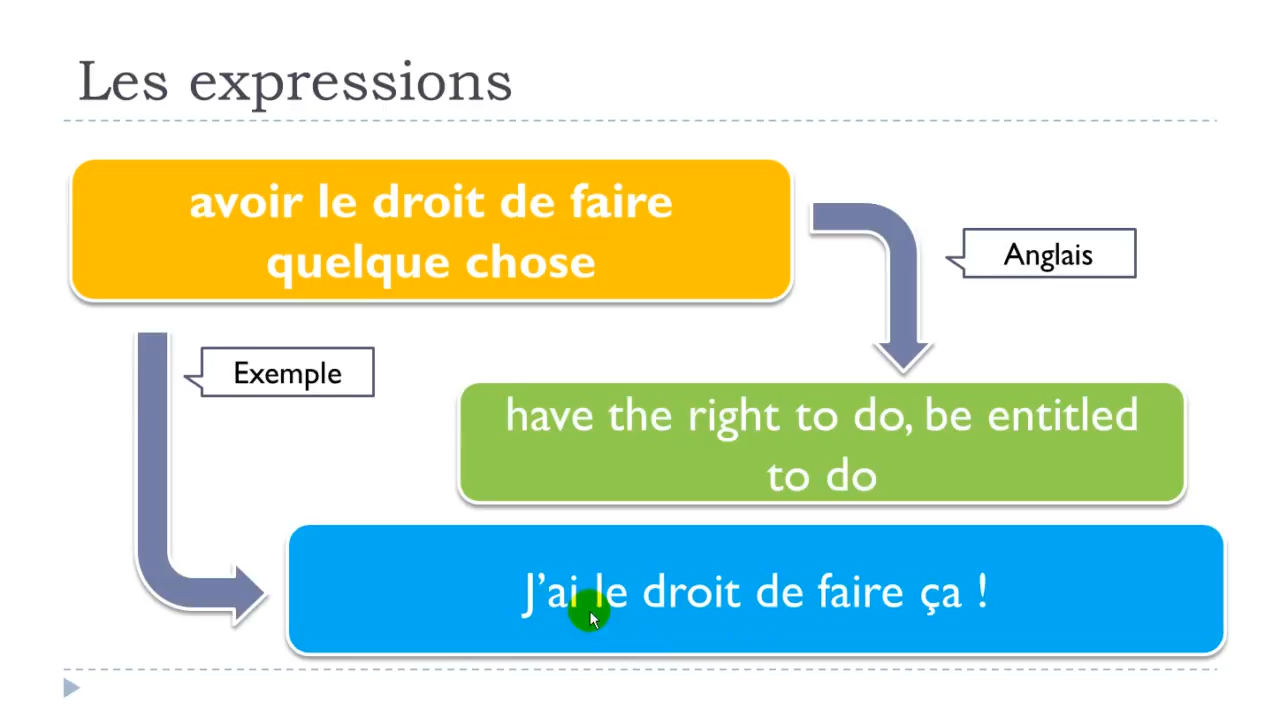 Les expressions
avoir le droit de faire
quelque chose
Anglais
Exemple
have the right to do, be entitled
to do
J’ai le droit de faire ça !